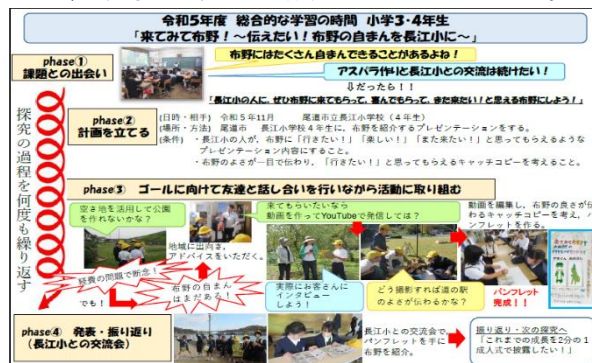 令和5年度 総合的な学習の時間 小学3・4年生
「来てみて布野！～伝えたい！布野の自まんを長江小に～」
phase①
課題との出会い
布野にはたくさん自まんできることがあるよね！
アスパラ作りと長江小との交流は続けたい！
⇩だったら！！
「長江小の人に、ぜひ布野に来てもらって、喜んでもらって、また来たい！と思える布野にしよう！」
探究の過程を何度も繰り返す
phase②
計画を立てる
(日時・相手) 令和5年11月 尾道市立長江小学校（4年生）
(場所・方法) 尾道市 長江小学校4年生に、布野を紹介するプレゼンテーションをする。
(条件) ・長江小の人が、布野に「行きたい！」「楽しい！」「また来たい！」と思ってもらえるような
プレゼンテーション内容にすること。
・布野のよさが一目で伝わり、「行きたい！」と思ってもらえるキャッチコピーを考えること。
phase③ ゴールに向けて友達と話し合いを行いながら活動に取り組む
空き地を活用して公園
を作れないかな？
地域に出向き、
アドバイスをいただく。
経費の問題で断念！
でも！
布野の自まん
はまだある！
来てもらいたいなら
動画を作ってYouTubeで発信しては？
実際にお客さんに
インタビュー
しよう！
どう撮影すれば道の駅
のよさが伝わるかな？
動画を編集し、布野の良さが伝
わるキャッチコピーを考え、パ
ンフレットを作る。
パンフレット
完成！！
phase④ 発表・振り返り
（長江小との交流会）
長江小との交流会で
パンフレットを手に
布野を紹介。
振り返り・次の探究へ
「これまでの成長を2分の1
成人式で披露したい！」